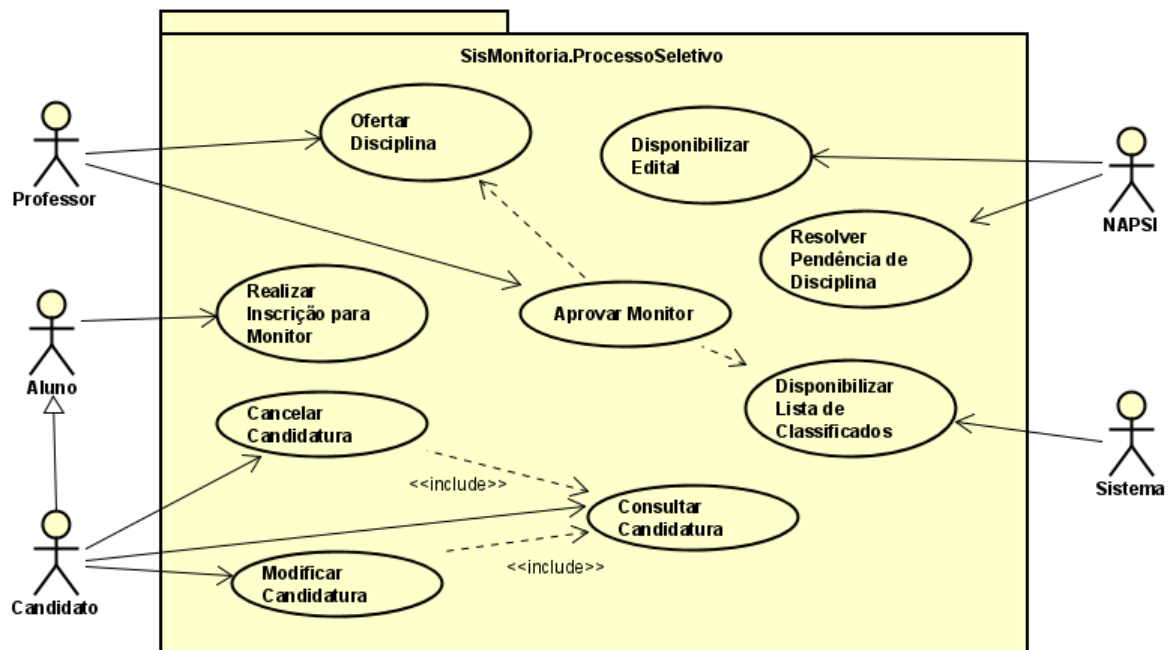 SisMonitoria.ProcessoSeletivo
Professor
Ofertar
Disciplina
Disponibilizar
Edital
NAPSI
Resolver
Pendência de
Disciplina
Aluno
Realizar
Inscrição para
Monitor
Aprovar Monitor
Disponibilizar
Lista de
Classificados
Sistema
Cancelar
Candidatura
<<include>>
Consultar
Candidatura
<<include>>
Modificar
Candidatura
Candidato